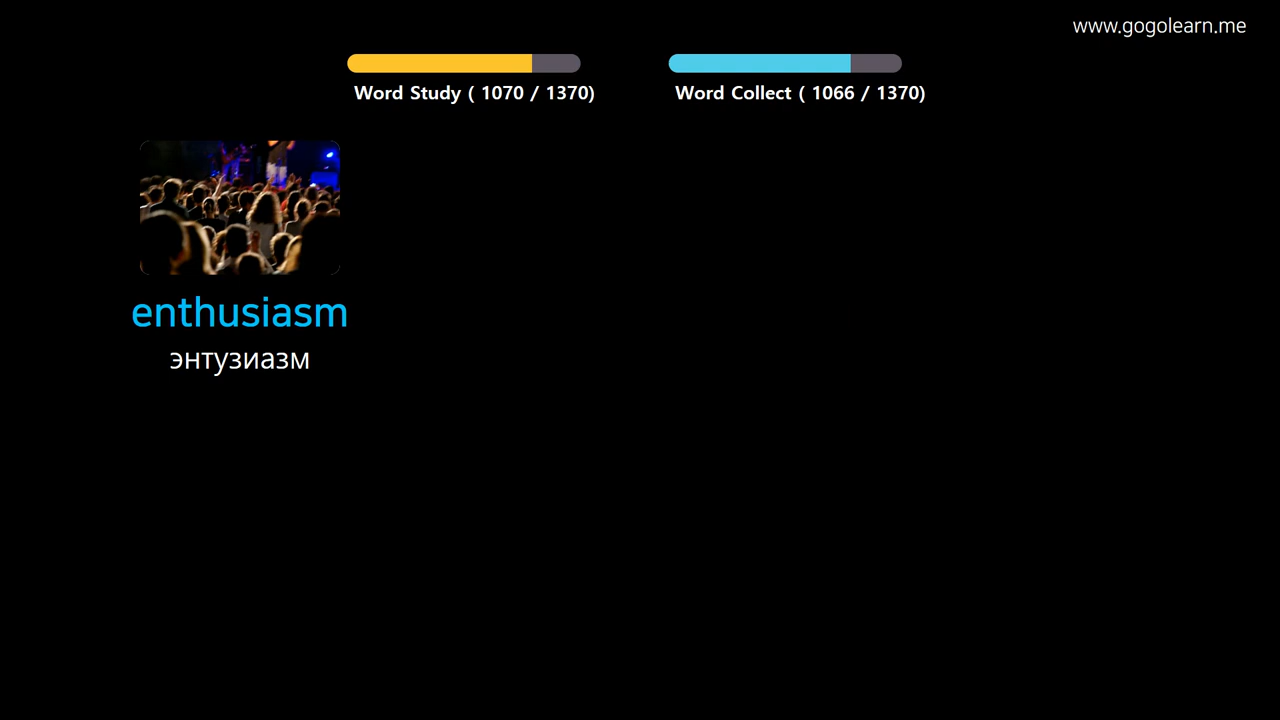 www.gogolearn.me
Word Study ( 1070 / 1370)
Word Collect ( 1066 / 1370)
enthusiasm
энтузиазм